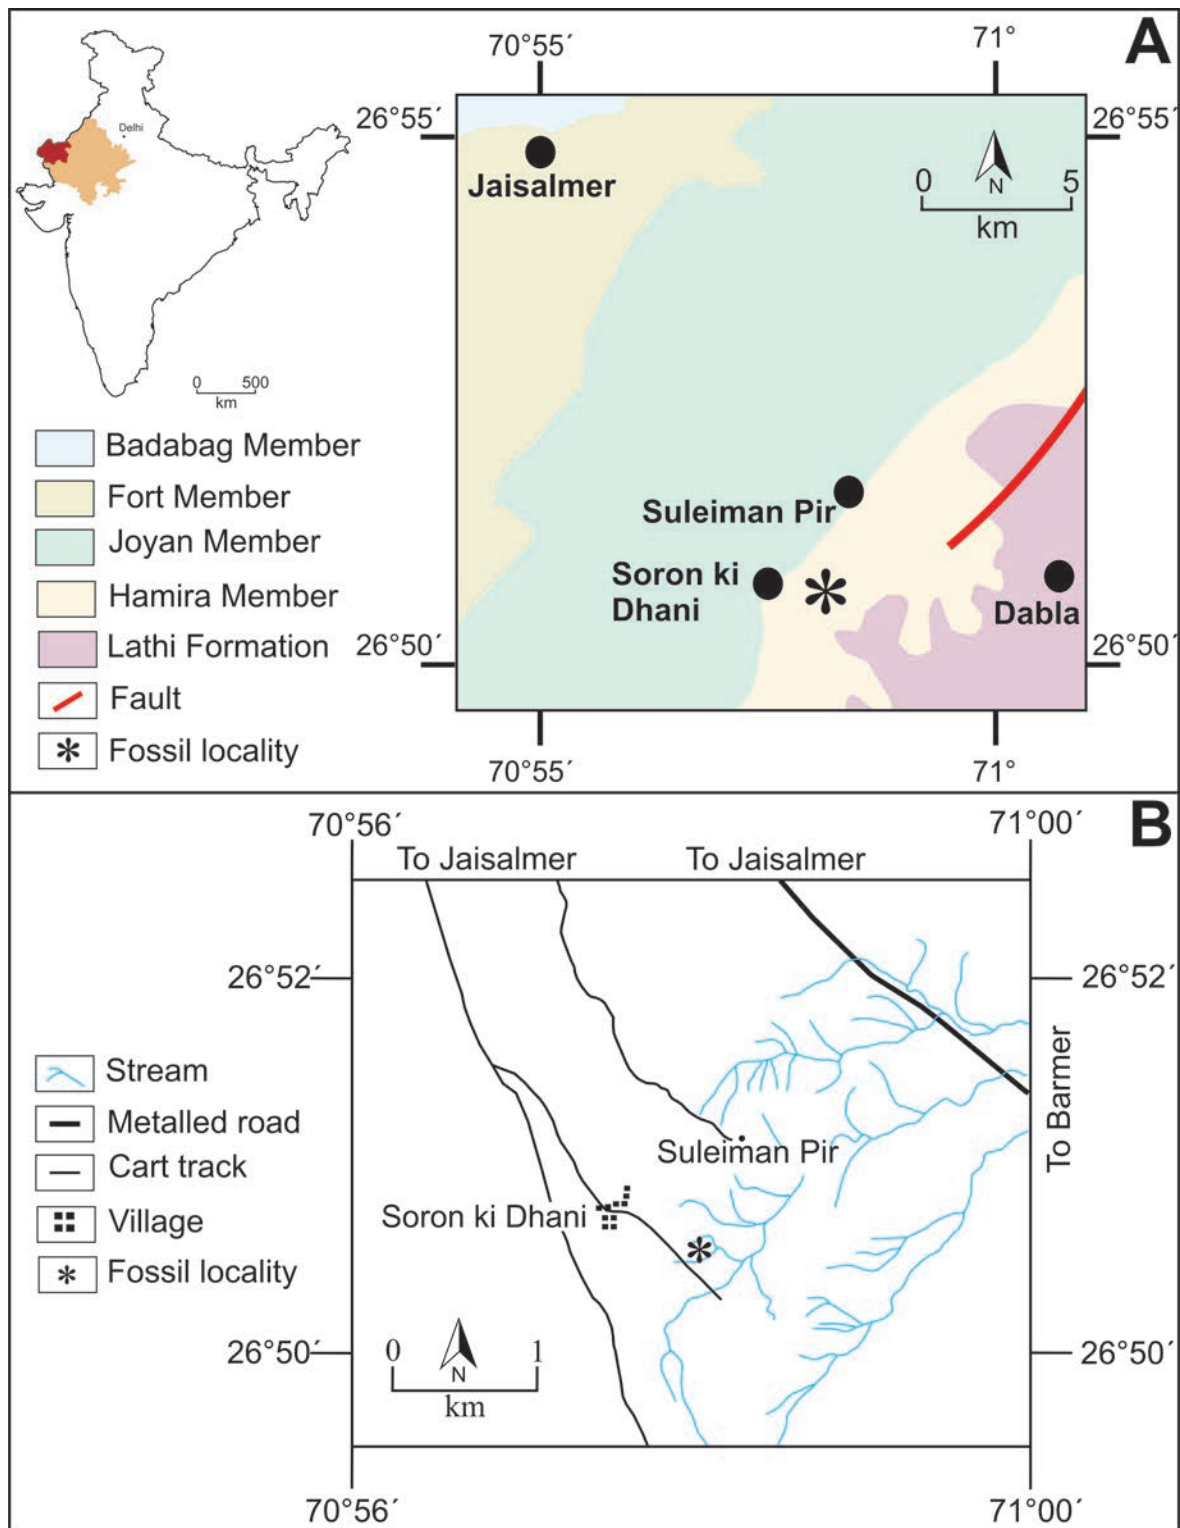 A
70°55′
71°
Delhi
26°55′
26°55′
Jaisalmer
0 5
N
km
0 500
km
Badabag Member
Fort Member
Joyan Member
Hamira Member
Lathi Formation
Fault
Fossil locality
Suleiman Pir
Soron ki
Dhani
Dabla
26°50′
26°50′
70°55′
71°
B
70°56′
71°00′
To Jaisalmer
To Jaisalmer
26°52′
26°52′
To Barmer
Stream
Metalled road
Cart track
Village
Fossil locality
Suleiman Pir
Soron ki Dhani
26°50′
26°50′
0 1
N
km
70°56′
71°00′